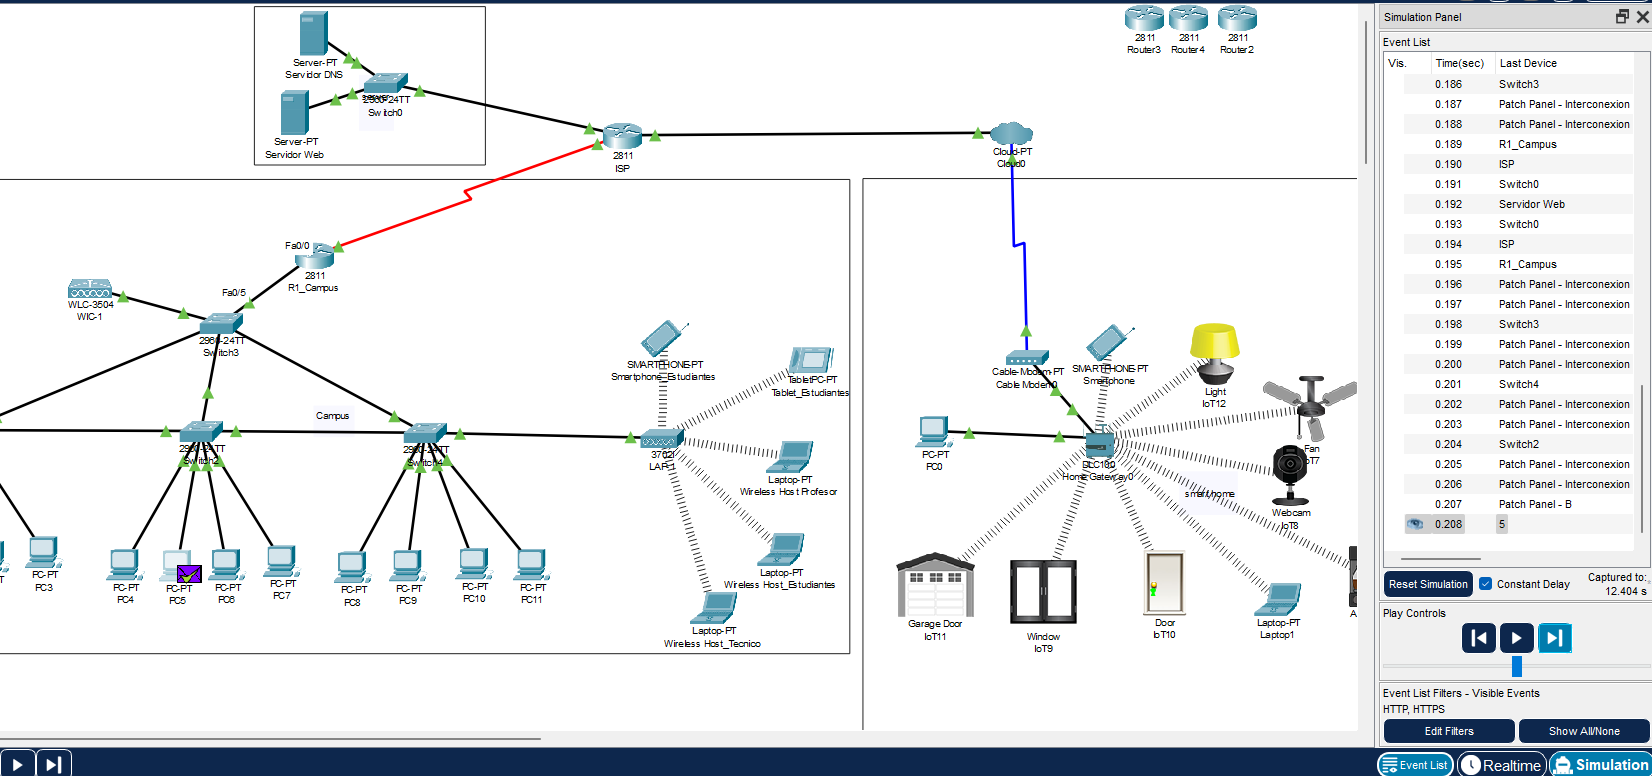 Server-PT
Servidor DNS
2960-24TT
Switch0
Server-PT
Servidor Web
2811
ISP
Cloud-PT
Cloud0
2811
Router3
2811
Router4
2811
Router2
Fa0/0
2811
R1_Campus
WLC-3504
WIC-1
Fa0/5
2960-24TT
Switch3
Campus
2960-24TT
Switch2
2960-24TT
Switch4
SMARTPHONE-PT
Smartphone_Estudiantes
TabletPC-PT
Tablet_Estudiantes
3702i
LAP-1
Laptop-PT
Wireless Host Profesor
Laptop-PT
Wireless Host_Estudiantes
Laptop-PT
Wireless Host_Tecnico
PC-PT
PC3
PC-PT
PC4
PC-PT
PC5
PC-PT
PC6
PC-PT
PC7
PC-PT
PC8
PC-PT
PC9
PC-PT
PC10
PC-PT
PC11
Cable-Modem-PT
Cable Modem0
SMARTPHONE-PT
Smartphone
Light
IoT12
PC-PT
PC0
DLC100
Home Gateway0
Fan
IoT7
smart home
Webcam
IoT8
Garage Door
IoT11
Window
IoT9
Door
IoT10
Laptop-PT
Laptop1
Simulation Panel
Event List
Vis. Time(sec) Last Device
0.186 Switch3
0.187 Patch Panel - Interconexion
0.188 Patch Panel - Interconexion
0.189 R1_Campus
0.190 ISP
0.191 Switch0
0.192 Servidor Web
0.193 Switch0
0.194 ISP
0.195 R1_Campus
0.196 Patch Panel - Interconexion
0.197 Patch Panel - Interconexion
0.198 Switch3
0.199 Patch Panel - Interconexion
0.200 Patch Panel - Interconexion
0.201 Switch4
0.202 Patch Panel - Interconexion
0.203 Patch Panel - Interconexion
0.204 Switch2
0.205 Patch Panel - Interconexion
0.206 Patch Panel - Interconexion
0.207 Patch Panel - B
0.208 5
Reset Simulation Constant Delay Captured to:
12.404 s
Play Controls
Event List Filters - Visible Events
HTTP, HTTPS
Edit Filters Show All/None
Event List Realtime Simulation